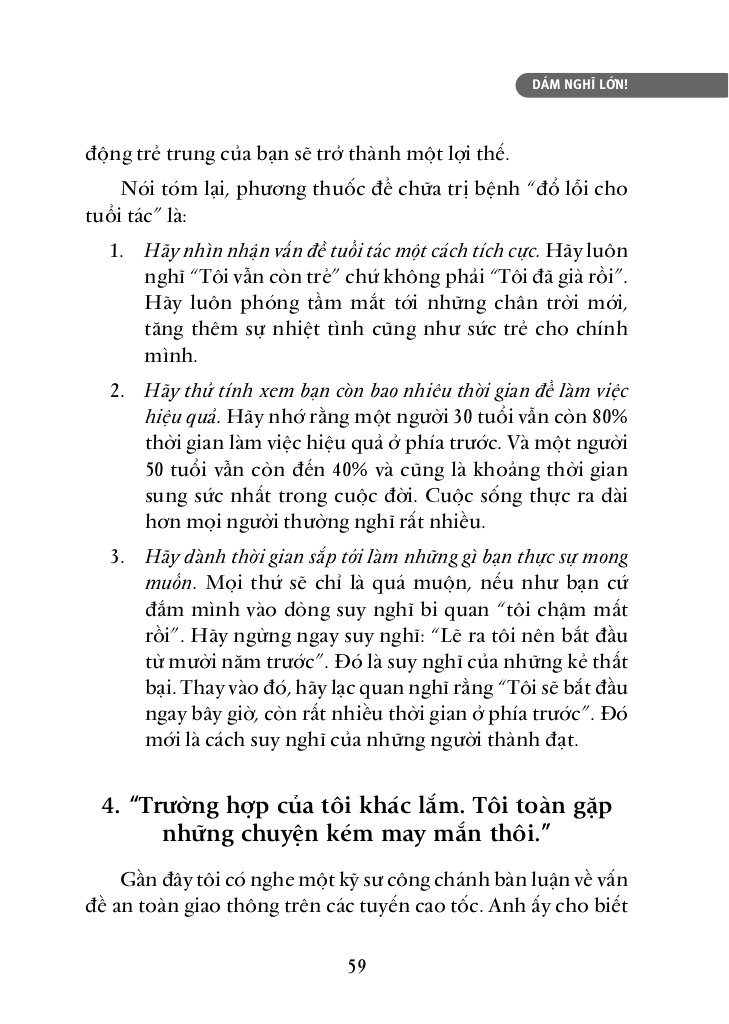 DÁM NGHĨ LỚN!
động trẻ trung của bạn sẽ trở thành một lợi thế.
Nói tóm lại, phương thuốc để chữa trị bệnh “đổ lỗi cho
tuổi tác” là:
1. Hãy nhìn nhận vấn đề tuổi tác một cách tích cực. Hãy luôn
nghĩ “Tôi vẫn còn trẻ” chứ không phải “Tôi đã già rồi”.
Hãy luôn phóng tầm mắt tới những chân trời mới,
tăng thêm sự nhiệt tình cũng như sức trẻ cho chính
mình.
2. Hãy thử tính xem bạn còn bao nhiêu thời gian để làm việc
hiệu quả. Hãy nhớ rằng một người 30 tuổi vẫn còn 80%
thời gian làm việc hiệu quả ở phía trước. Và một người
50 tuổi vẫn còn đến 40% và cũng là khoảng thời gian
sung sức nhất trong cuộc đời. Cuộc sống thực ra dài
hơn mọi người thường nghĩ rất nhiều.
3. Hãy dành thời gian sắp tới làm những gì bạn thực sự mong
muốn. Mọi thứ sẽ chỉ là quá muộn, nếu như bạn cứ
đắm mình vào dòng suy nghĩ bi quan “tôi chậm mất
rồi”. Hãy ngừng ngay suy nghĩ: “Lẽ ra tôi nên bắt đầu
từ mười năm trước”. Đó là suy nghĩ của những kẻ thất
bại. Thay vào đó, hãy lạc quan nghĩ rằng “Tôi sẽ bắt đầu
ngay bây giờ, còn rất nhiều thời gian ở phía trước”. Đó
mới là cách suy nghĩ của những người thành đạt.
4. “Trường hợp của tôi khác lắm. Tôi toàn gặp
những chuyện kém may mắn thôi.”
Gần đây tôi có nghe một kỹ sư công chánh bàn luận về vấn
đề an toàn giao thông trên các tuyến cao tốc. Anh ấy cho biết
59